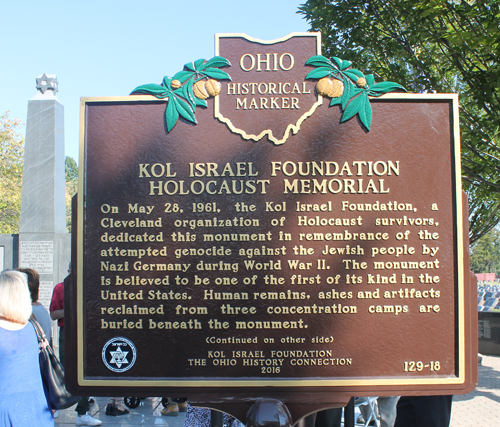 OHIO
HISTORICAL
MARKER
KOL ISRAEL FOUNDATION
HOLOCAUST MEMORIAL
On May 28, 1961, the Kol Israel Foundation, a
Cleveland organization of Holocaust survivors,
dedicated this monument in remembrance of the
attempted genocide against the Jewish people by
Nazi Germany during World War II. The monument
is believed to be one of the first of its kind in the
United States. Human remains, ashes and artifacts
reclaimed from three concentration camps are
buried beneath the monument.
(Continued on other side)
KOL ISRAEL FOUNDATION
THE OHIO HISTORY CONNECTION
2016
129-18